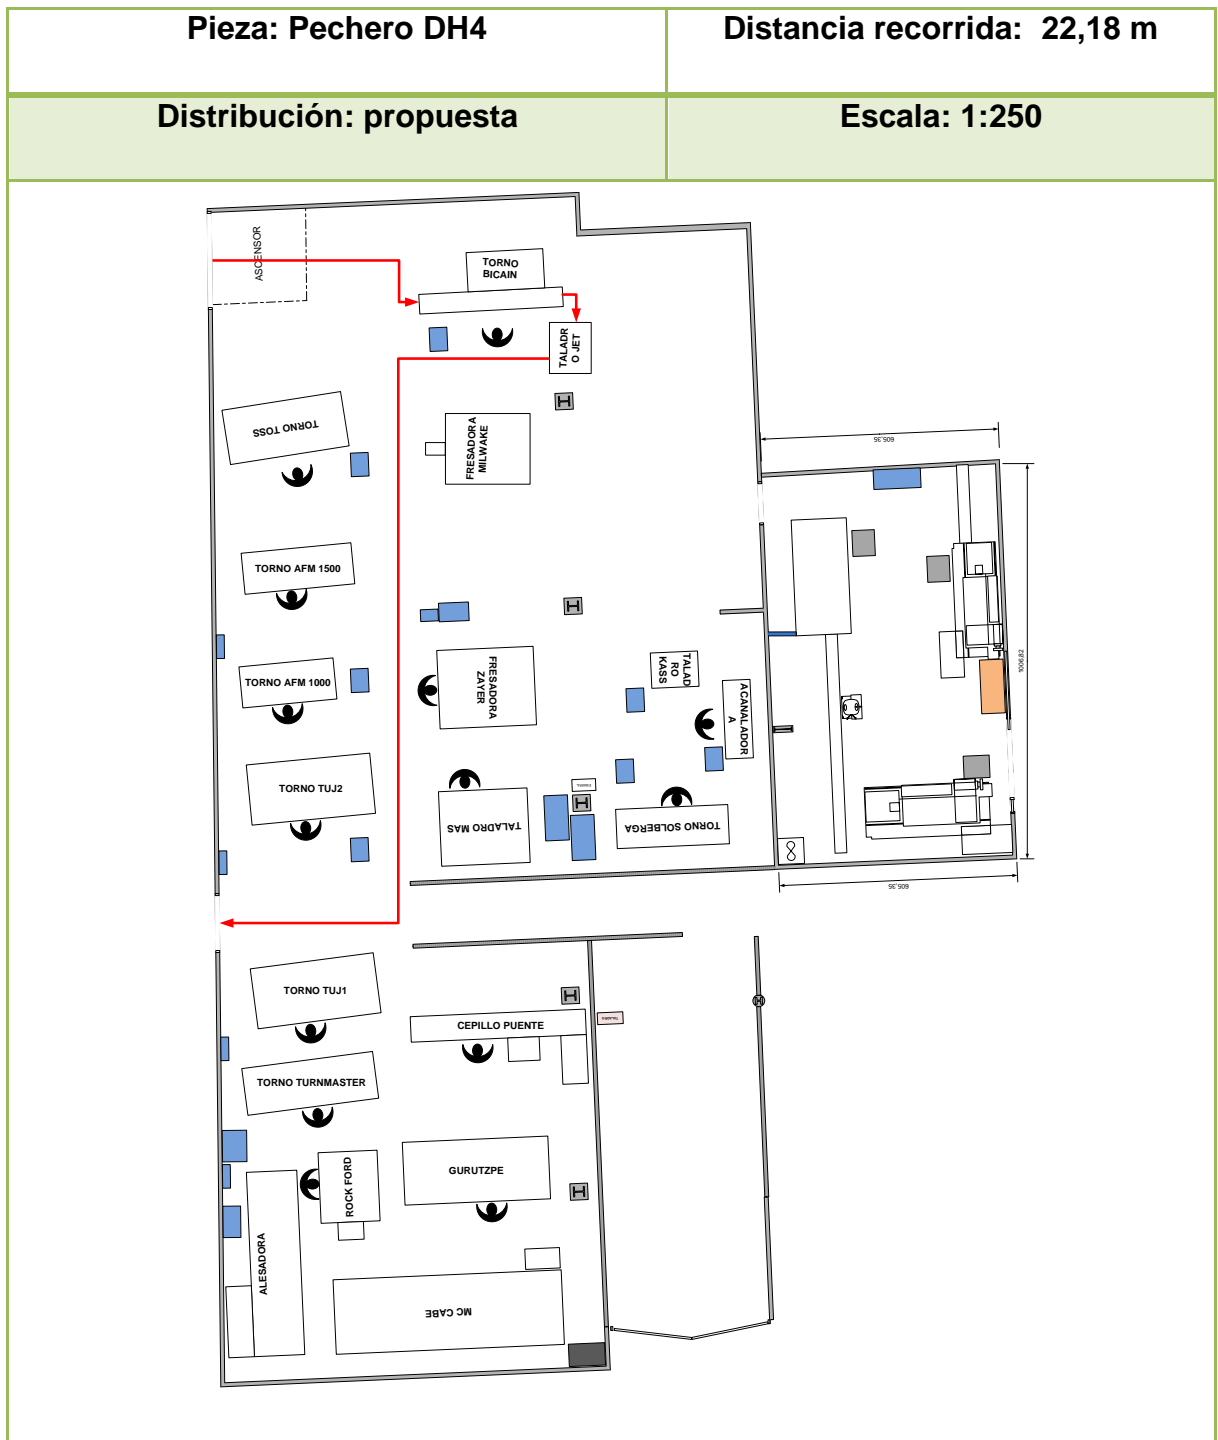 Pieza: Pechero DH4
Distancia recorrida: 22,18 m
Distribución: propuesta
Escala: 1:250
ASCENSOR
TORNO
BICAIN
TALADR
O JET
TORNO TOSS
FRESADORA
MILWAKE
605,35
TORNO AFM 1500
TORNO AFM 1000
FRESADORA
ZAYER
TALAD
RO
KASS
ACANALADOR
A
1006,82
TORNO TUJ2
TALADRO MAS
TORNO SOLBERGA
605,35
TORNO TUJ1
CEPILLO PUENTE
TALADRO
TORNO TURNMASTER
ROCK FORD
GURUTZPE
ALESADORA
MC CABE